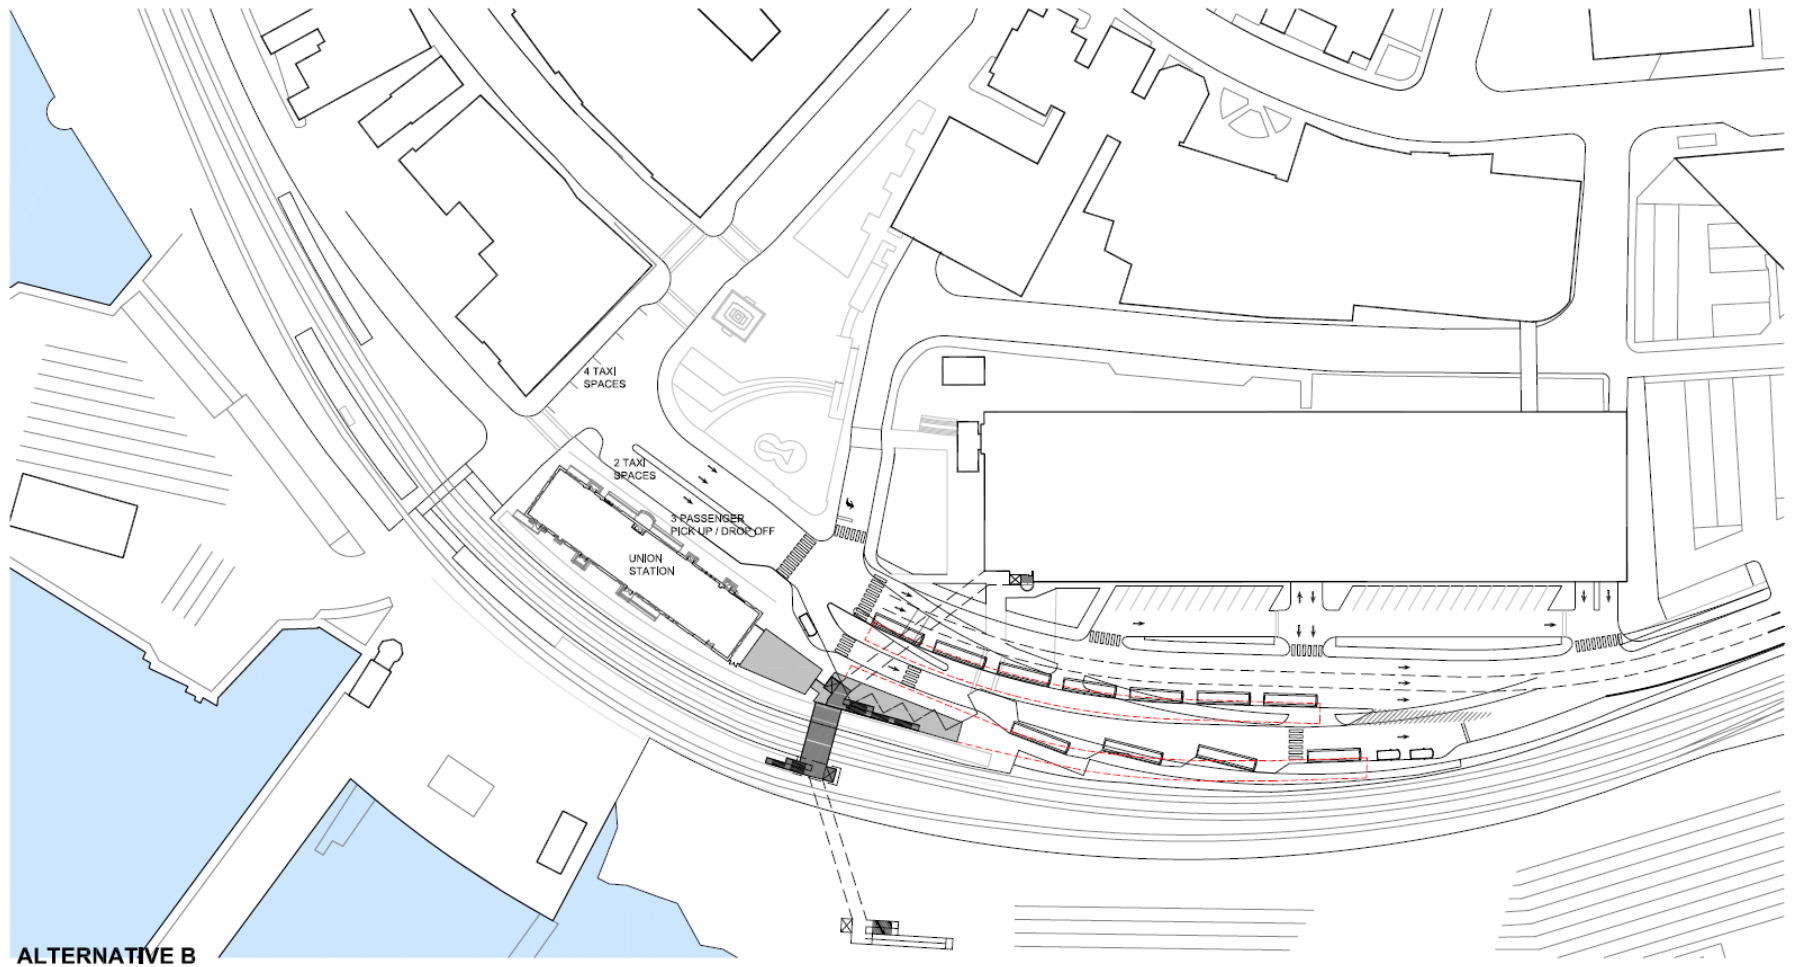 4 TAXI
SPACES
2 TAXI
SPACES
3 PASSENGER
PICK UP / DROP OFF
UNION
STATION
ALTERNATIVE B